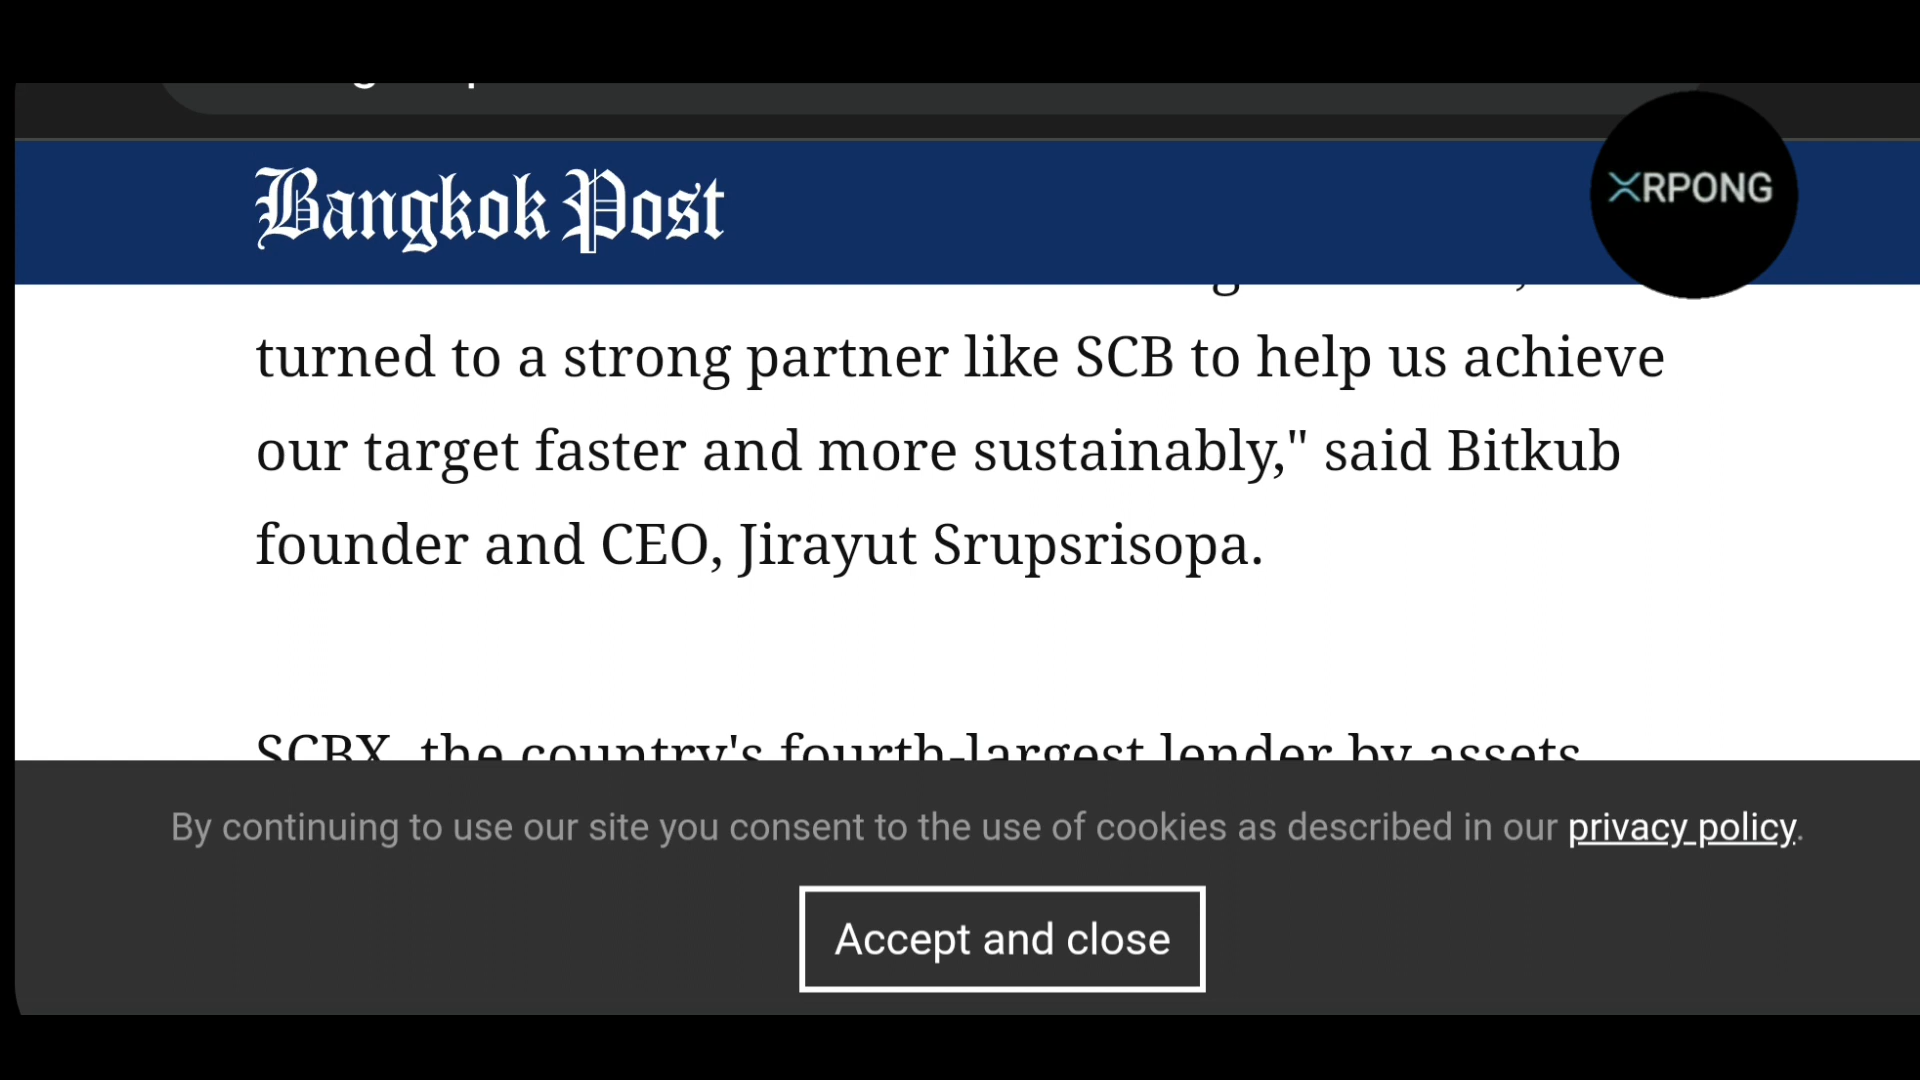 Bangkok Post
XRPONG
turned to a strong partner like SCB to help us achieve
our target faster and more sustainably," said Bitkub
founder and CEO, Jirayut Srupsrisopa.
SCBX, the country's fourth-largest lender by assets
By continuing to use our site you consent to the use of cookies as described in our privacy policy.
Accept and close